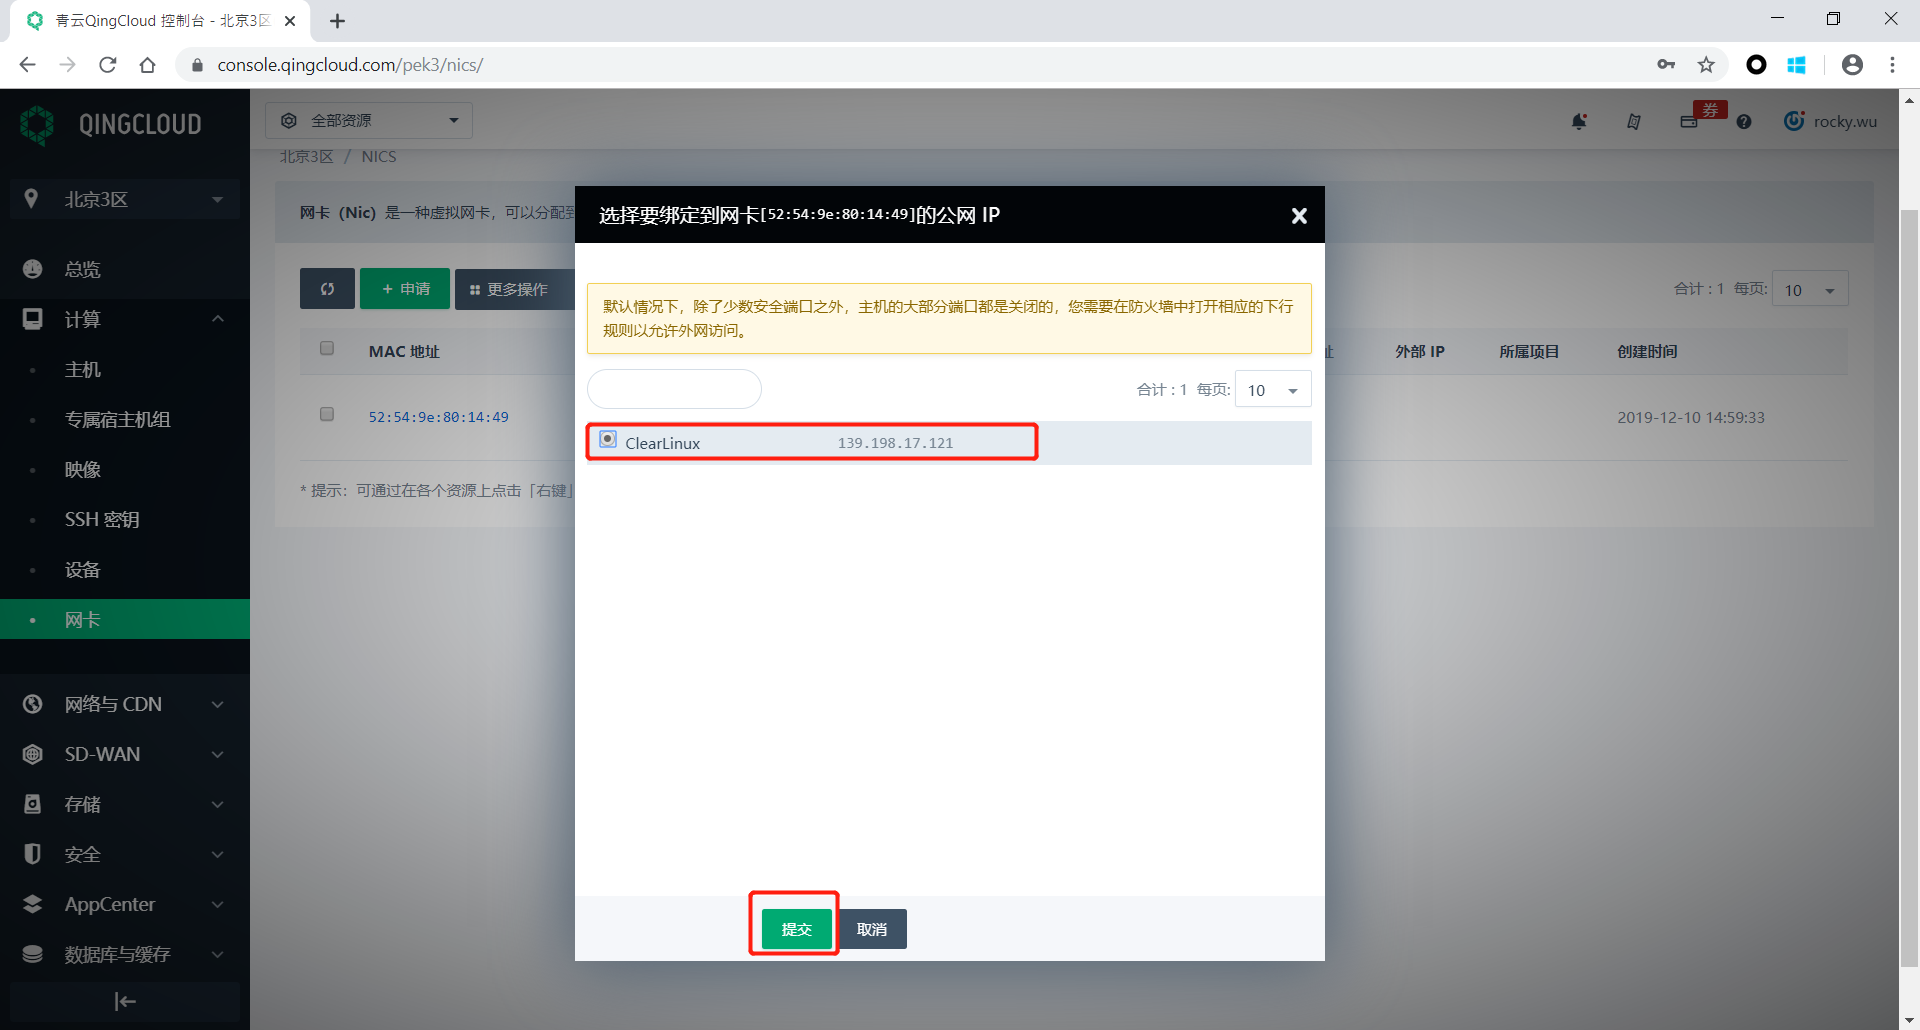 青云QingCloud 控制台 - 北京3区
console.qingcloud.com/pek3/nics/
QINGCLOUD
全部资源
券
rocky.wu
北京3区 / NICS
北京3区
网卡（Nic）是一种虚拟网卡，可以分配到
选择要绑定到网卡[52:54:9e:80:14:49]的公网 IP
总览
+ 申请
更多操作
合计 : 1 每页: 10
默认情况下，除了少数安全端口之外，主机的大部分端口都是关闭的，您需要在防火墙中打开相应的下行
规则以允许外网访问。
计算
MAC 地址
址
外部 IP
所属项目
创建时间
主机
合计 : 1 每页: 10
专属宿主机组
52:54:9e:80:14:49
2019-12-10 14:59:33
ClearLinux 139.198.17.121
映像
* 提示：可通过在各个资源上点击「右键」
SSH 密钥
设备
网卡
网络与 CDN
SD-WAN
存储
安全
AppCenter
提交
取消
数据库与缓存